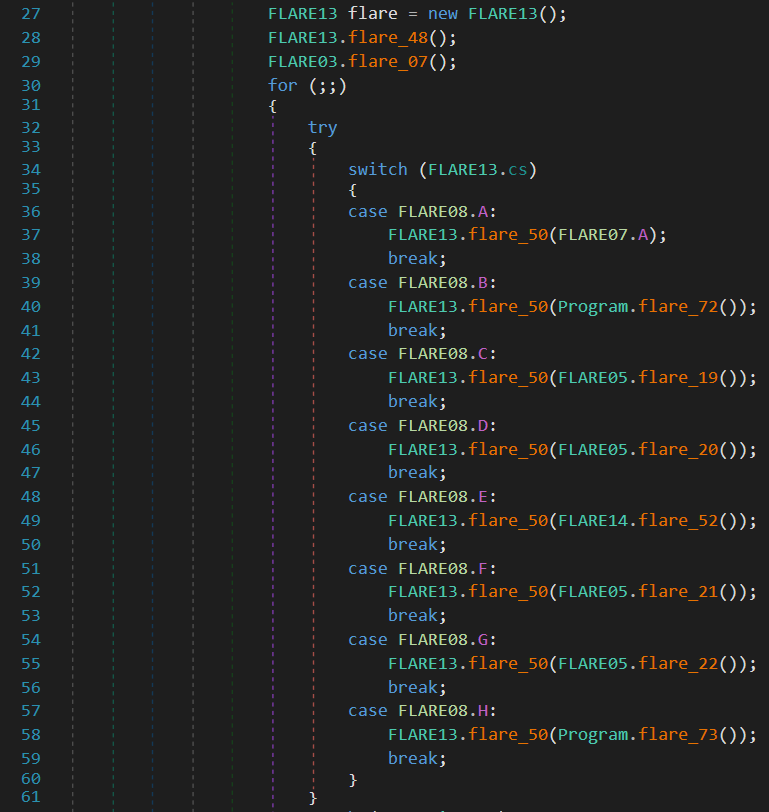 27 FLARE13 flare = new FLARE13();
28 FLARE13.flare_48();
29 FLARE03.flare_07();
30 for (;;)
31 {
32 try
33 {
34 switch (FLARE13.cs)
35 {
36 case FLARE08.A:
37 FLARE13.flare_50(FLARE07.A);
38 break;
39 case FLARE08.B:
40 FLARE13.flare_50(Program.flare_72());
41 break;
42 case FLARE08.C:
43 FLARE13.flare_50(FLARE05.flare_19());
44 break;
45 case FLARE08.D:
46 FLARE13.flare_50(FLARE05.flare_20());
47 break;
48 case FLARE08.E:
49 FLARE13.flare_50(FLARE14.flare_52());
50 break;
51 case FLARE08.F:
52 FLARE13.flare_50(FLARE05.flare_21());
53 break;
54 case FLARE08.G:
55 FLARE13.flare_50(FLARE05.flare_22());
56 break;
57 case FLARE08.H:
58 FLARE13.flare_50(Program.flare_73());
59 break;
60 }
61 }